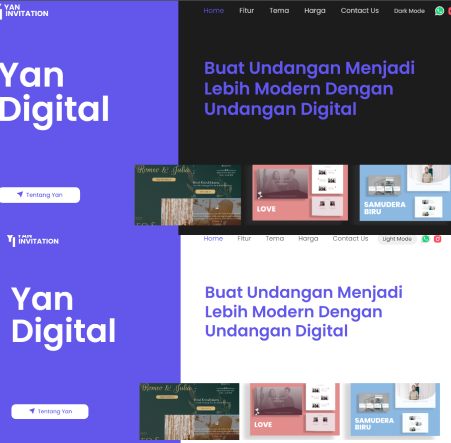 YAN
INVITATION
Home Fitur Tema Harga Contact Us Dark Mode
Yan
Digital
Buat Undangan Menjadi
Lebih Modern Dengan
Undangan Digital
Tentang Yan
Romeo & Julia
LOVE
SAMUDERA
BIRU
YAN
INVITATION
Home Fitur Tema Harga Contact Us Light Mode
Yan
Digital
Buat Undangan Menjadi
Lebih Modern Dengan
Undangan Digital
Tentang Yan
Romeo & Julia
LOVE
SAMUDERA
BIRU